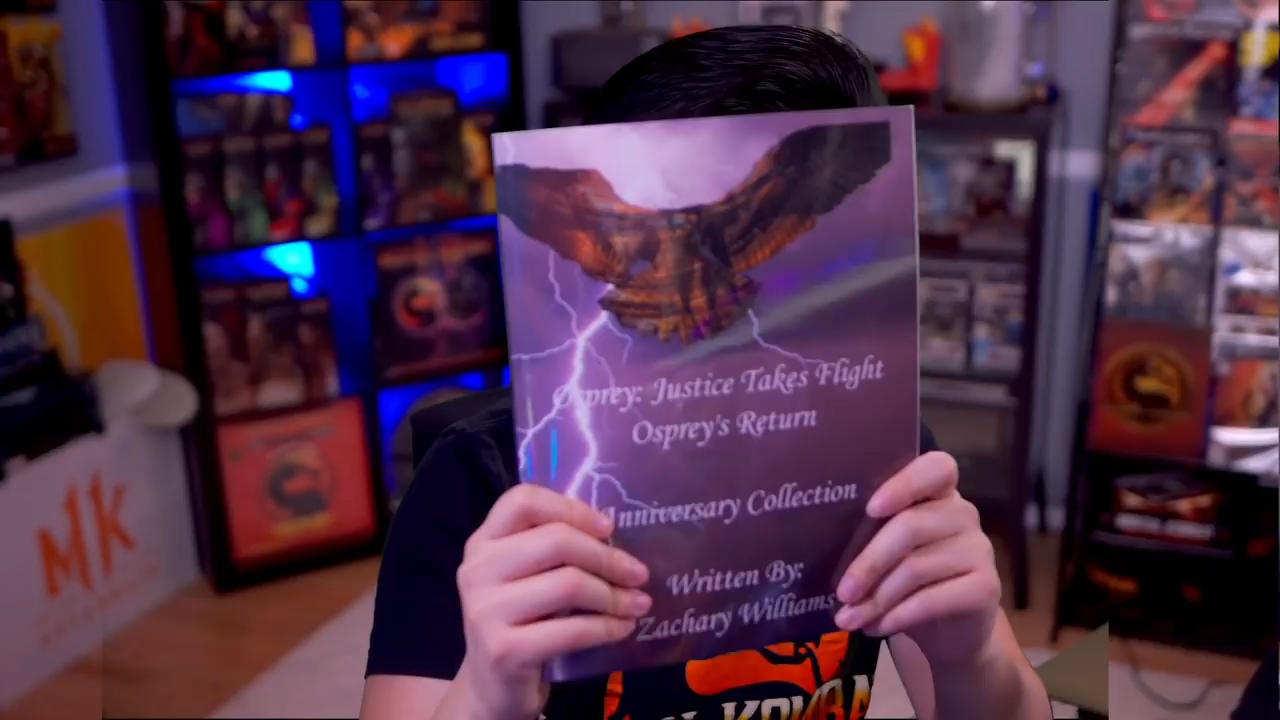 Osprey: Justice Takes Flight
Osprey's Return
Anniversary Collection
Written By:
Zachary Williams
MK